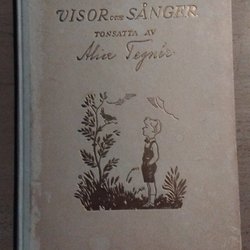 VISOR OCH SÅNGER
TONSATTA AV
Alice Tegnér